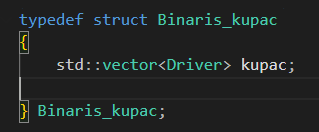 typedef struct Binaris_kupac
{
    std::vector<Driver> kupac;
} Binaris_kupac;